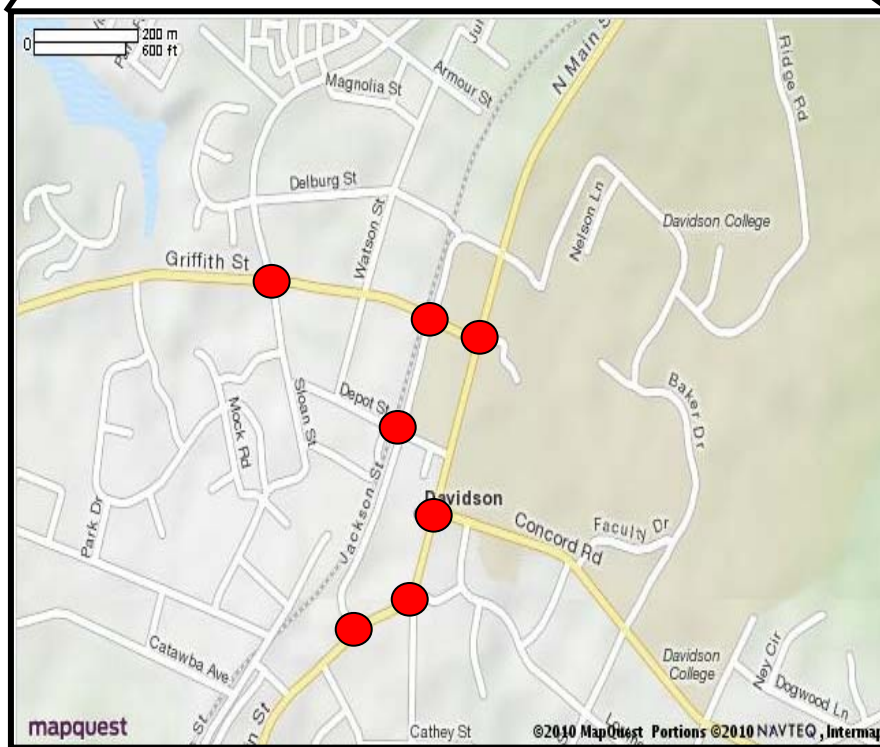 0 200 m
600 ft
N Main S
Ridge Rd
Armour St
Magnolia St
Delburg St
Nelson Ln
Davidson College
Watson St
Griffith St
Sloan St
Depot St
Mock Rd
Baker Dr
Davidson
Jackson St
Concord Rd
Faculty Dr
Park Dr
Catawba Ave
Davidson
College
Ney Cir
Dogwood Ln
St
n St
Cathey St
mapquest
©2010 MapQuest Portions ©2010 NAVTEQ, Intermap